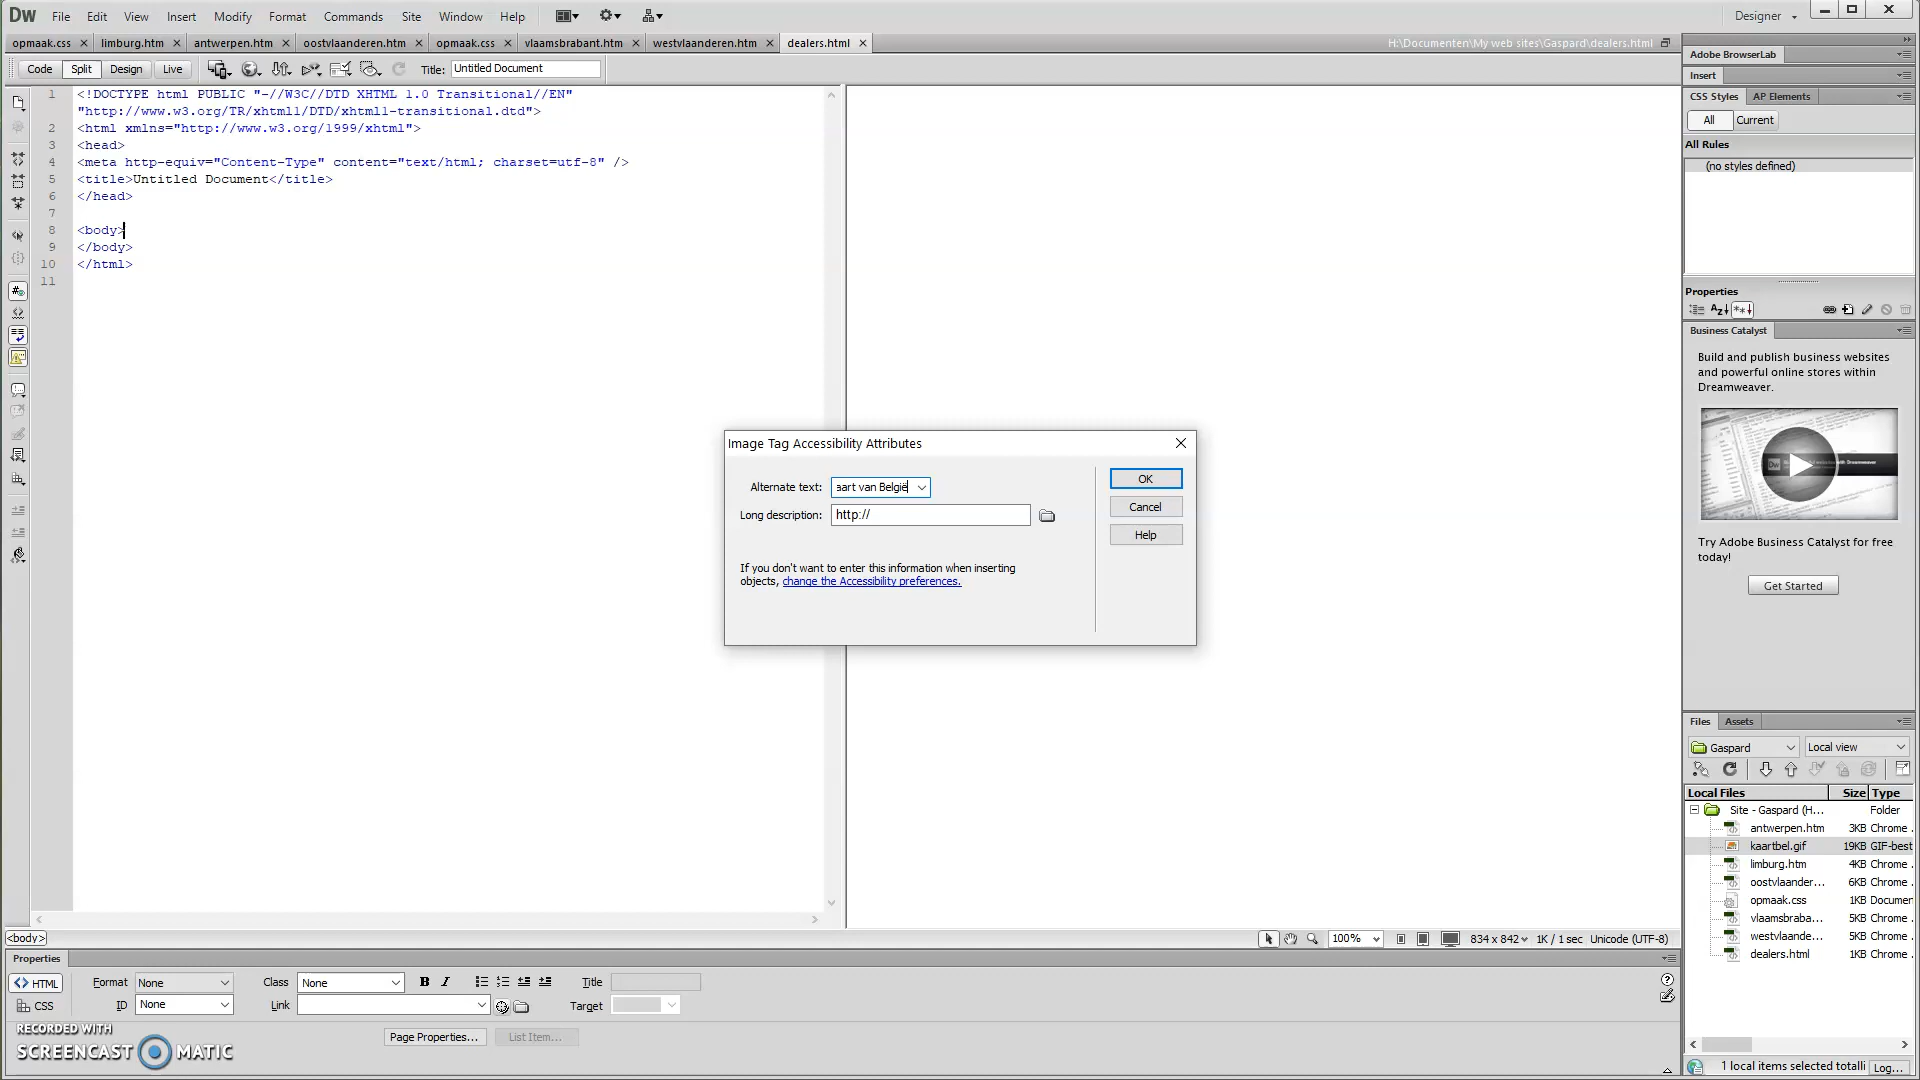 Dw File Edit View Insert Modify Format Commands Site Window Help Designer
opmaak.css limburg.htm antwerpen.htm oostvlaanderen.htm opmaak.css vlaamsbrabant.htm westvlaanderen.htm dealers.html H:\Documenten\My web sites\Gaspard\dealers.html
Code Split Design Live Title: Untitled Document
1 <!DOCTYPE html PUBLIC "-//W3C//DTD XHTML 1.0 Transitional//EN"
"http://www.w3.org/TR/xhtml1/DTD/xhtml1-transitional.dtd">
2 <html xmlns="http://www.w3.org/1999/xhtml">
3 <head>
4 <meta http-equiv="Content-Type" content="text/html; charset=utf-8" />
5 <title>Untitled Document</title>
6 </head>
7
8 <body>
9 </body>
10 </html>
11
Image Tag Accessibility Attributes
Alternate text: aart van België
Long description: http://
If you don't want to enter this information when inserting
objects, change the Accessibility preferences.
OK
Cancel
Help
Adobe BrowserLab
Insert
CSS Styles AP Elements
All Current
All Rules
(no styles defined)
Properties
Business Catalyst
Build and publish business websites
and powerful online stores within
Dreamweaver.
Try Adobe Business Catalyst for free
today!
Get Started
Files Assets
Gaspard Local view
Local Files Size Type
Site - Gaspard (H... Folder
antwerpen.htm 3KB Chrome .
kaartbel.gif 19KB GIF-best
limburg.htm 4KB Chrome .
oostvlaander... 6KB Chrome .
opmaak.css 1KB Documen
vlaamsbraba... 5KB Chrome .
westvlaande... 5KB Chrome .
dealers.html 1KB Chrome .
1 local items selected totalli Log...
<body> 100% 834 x 842 1K / 1 sec Unicode (UTF-8)
Properties
HTML Format None Class None B I Title
CSS ID None Link Target
Page Properties... List Item...
RECORDED WITH
SCREENCAST MATIC